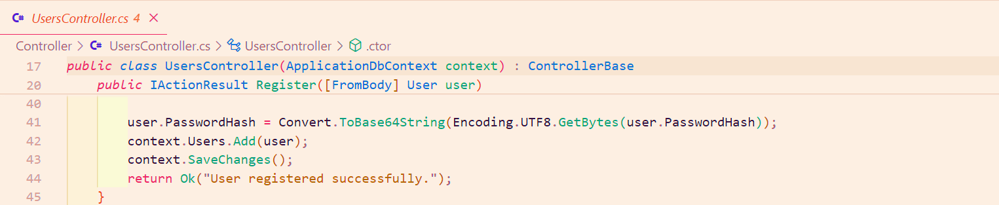 C# UsersController.cs 4 ×
Controller > C# UsersController.cs > UsersController > .ctor
17 public class UsersController(ApplicationDbContext context) : ControllerBase
20 public IActionResult Register([FromBody] User user)
40
41 user.PasswordHash = Convert.ToBase64String(Encoding.UTF8.GetBytes(user.PasswordHash));
42 context.Users.Add(user);
43 context.SaveChanges();
44 return Ok("User registered successfully.");
45 }